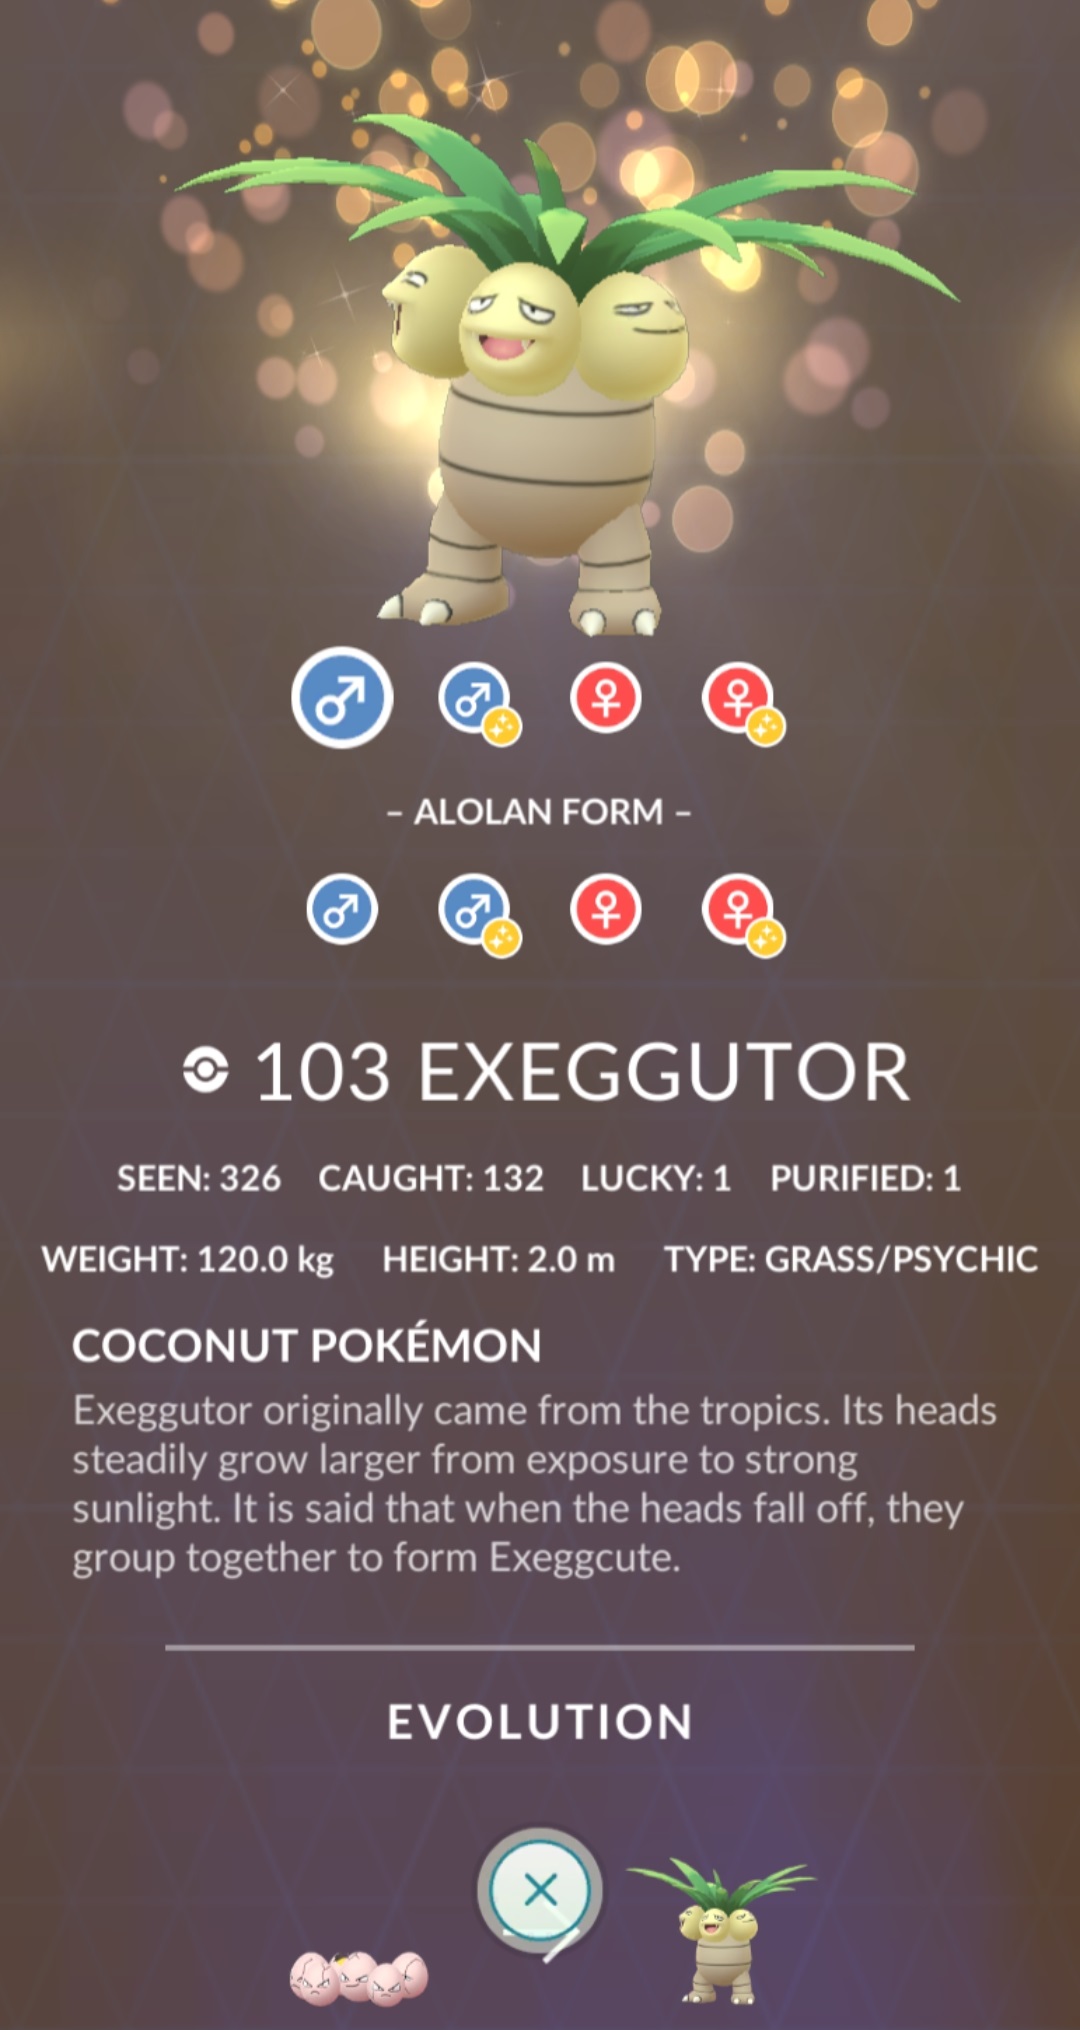 – ALOLAN FORM –
103 EXEGGUTOR
SEEN: 326 CAUGHT: 132 LUCKY: 1 PURIFIED: 1
WEIGHT: 120.0 kg HEIGHT: 2.0 m TYPE: GRASS/PSYCHIC
COCONUT POKÉMON
Exeggutor originally came from the tropics. Its heads
steadily grow larger from exposure to strong
sunlight. It is said that when the heads fall off, they
group together to form Exeggcute.
EVOLUTION